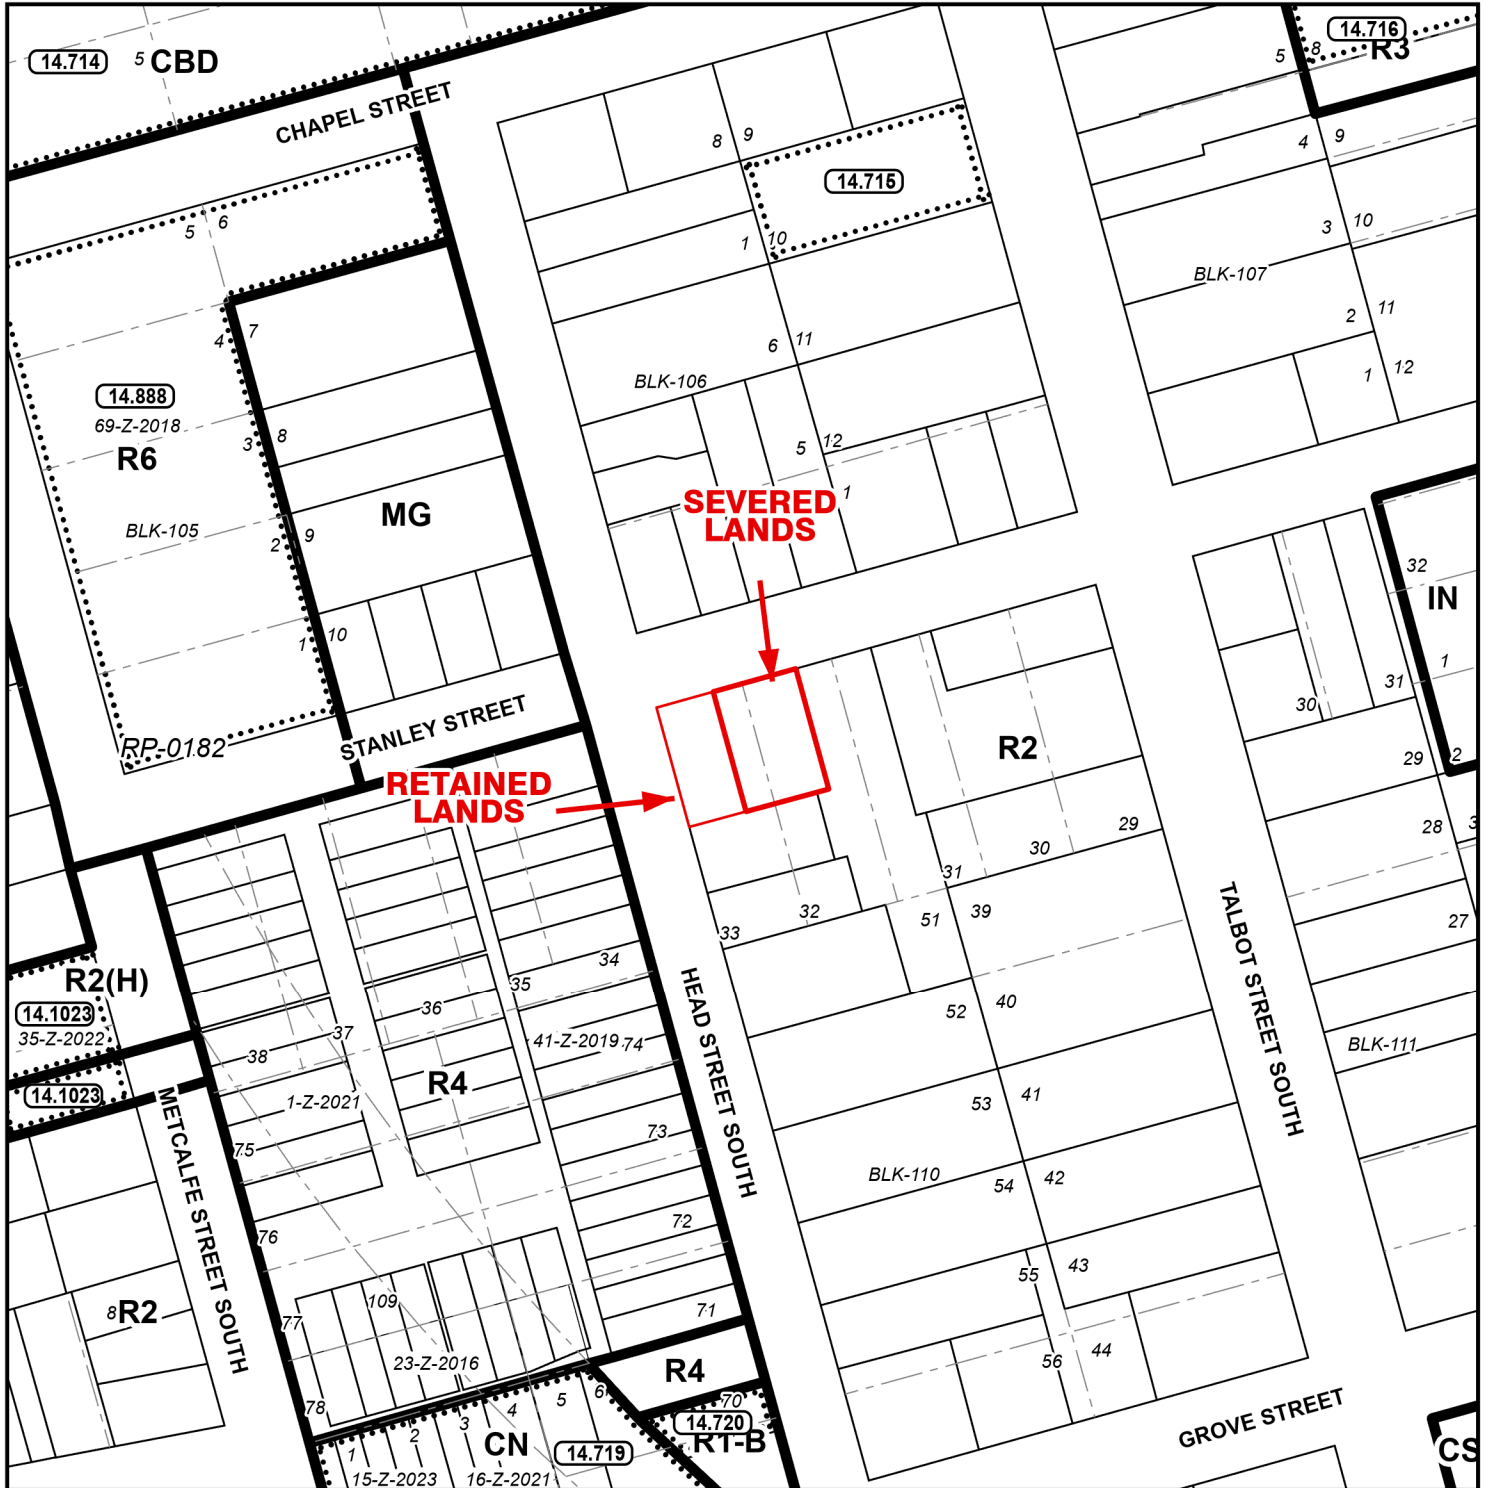 14.714
5 CBD
CHAPEL STREET
14.716
5 8
R3
4 9
8 9
14.715
5 6
1 10
3 10
BLK-107
2 11
1 12
4 7
6 11
BLK-106
14.888
69-Z-2018
R6
3 8
5 12
1
MG
BLK-105
2 9
SEVERED
LANDS
1 10
STANLEY STREET
RP-0182
32
IN
1
31
30
2
29
28
3
27
R2
RETAINED
LANDS
29
30
31
32
33
39
51
52 40
53 41
54 42
55 43
56 44
BLK-110
BLK-111
HEAD STREET SOUTH
TALBOT STREET SOUTH
GROVE STREET
CS
R2(H)
14.1023
35-Z-2022
14.1023
METCALFE STREET SOUTH
34
35
36
37
38
41-Z-2019
74
R4
1-Z-2021
73
75
72
76
71
77
109
8 R2
23-Z-2016
78
R4
70
14.720
R1-B
1
2
3
4
5
6
CN
14.719
15-Z-2023
16-Z-2021